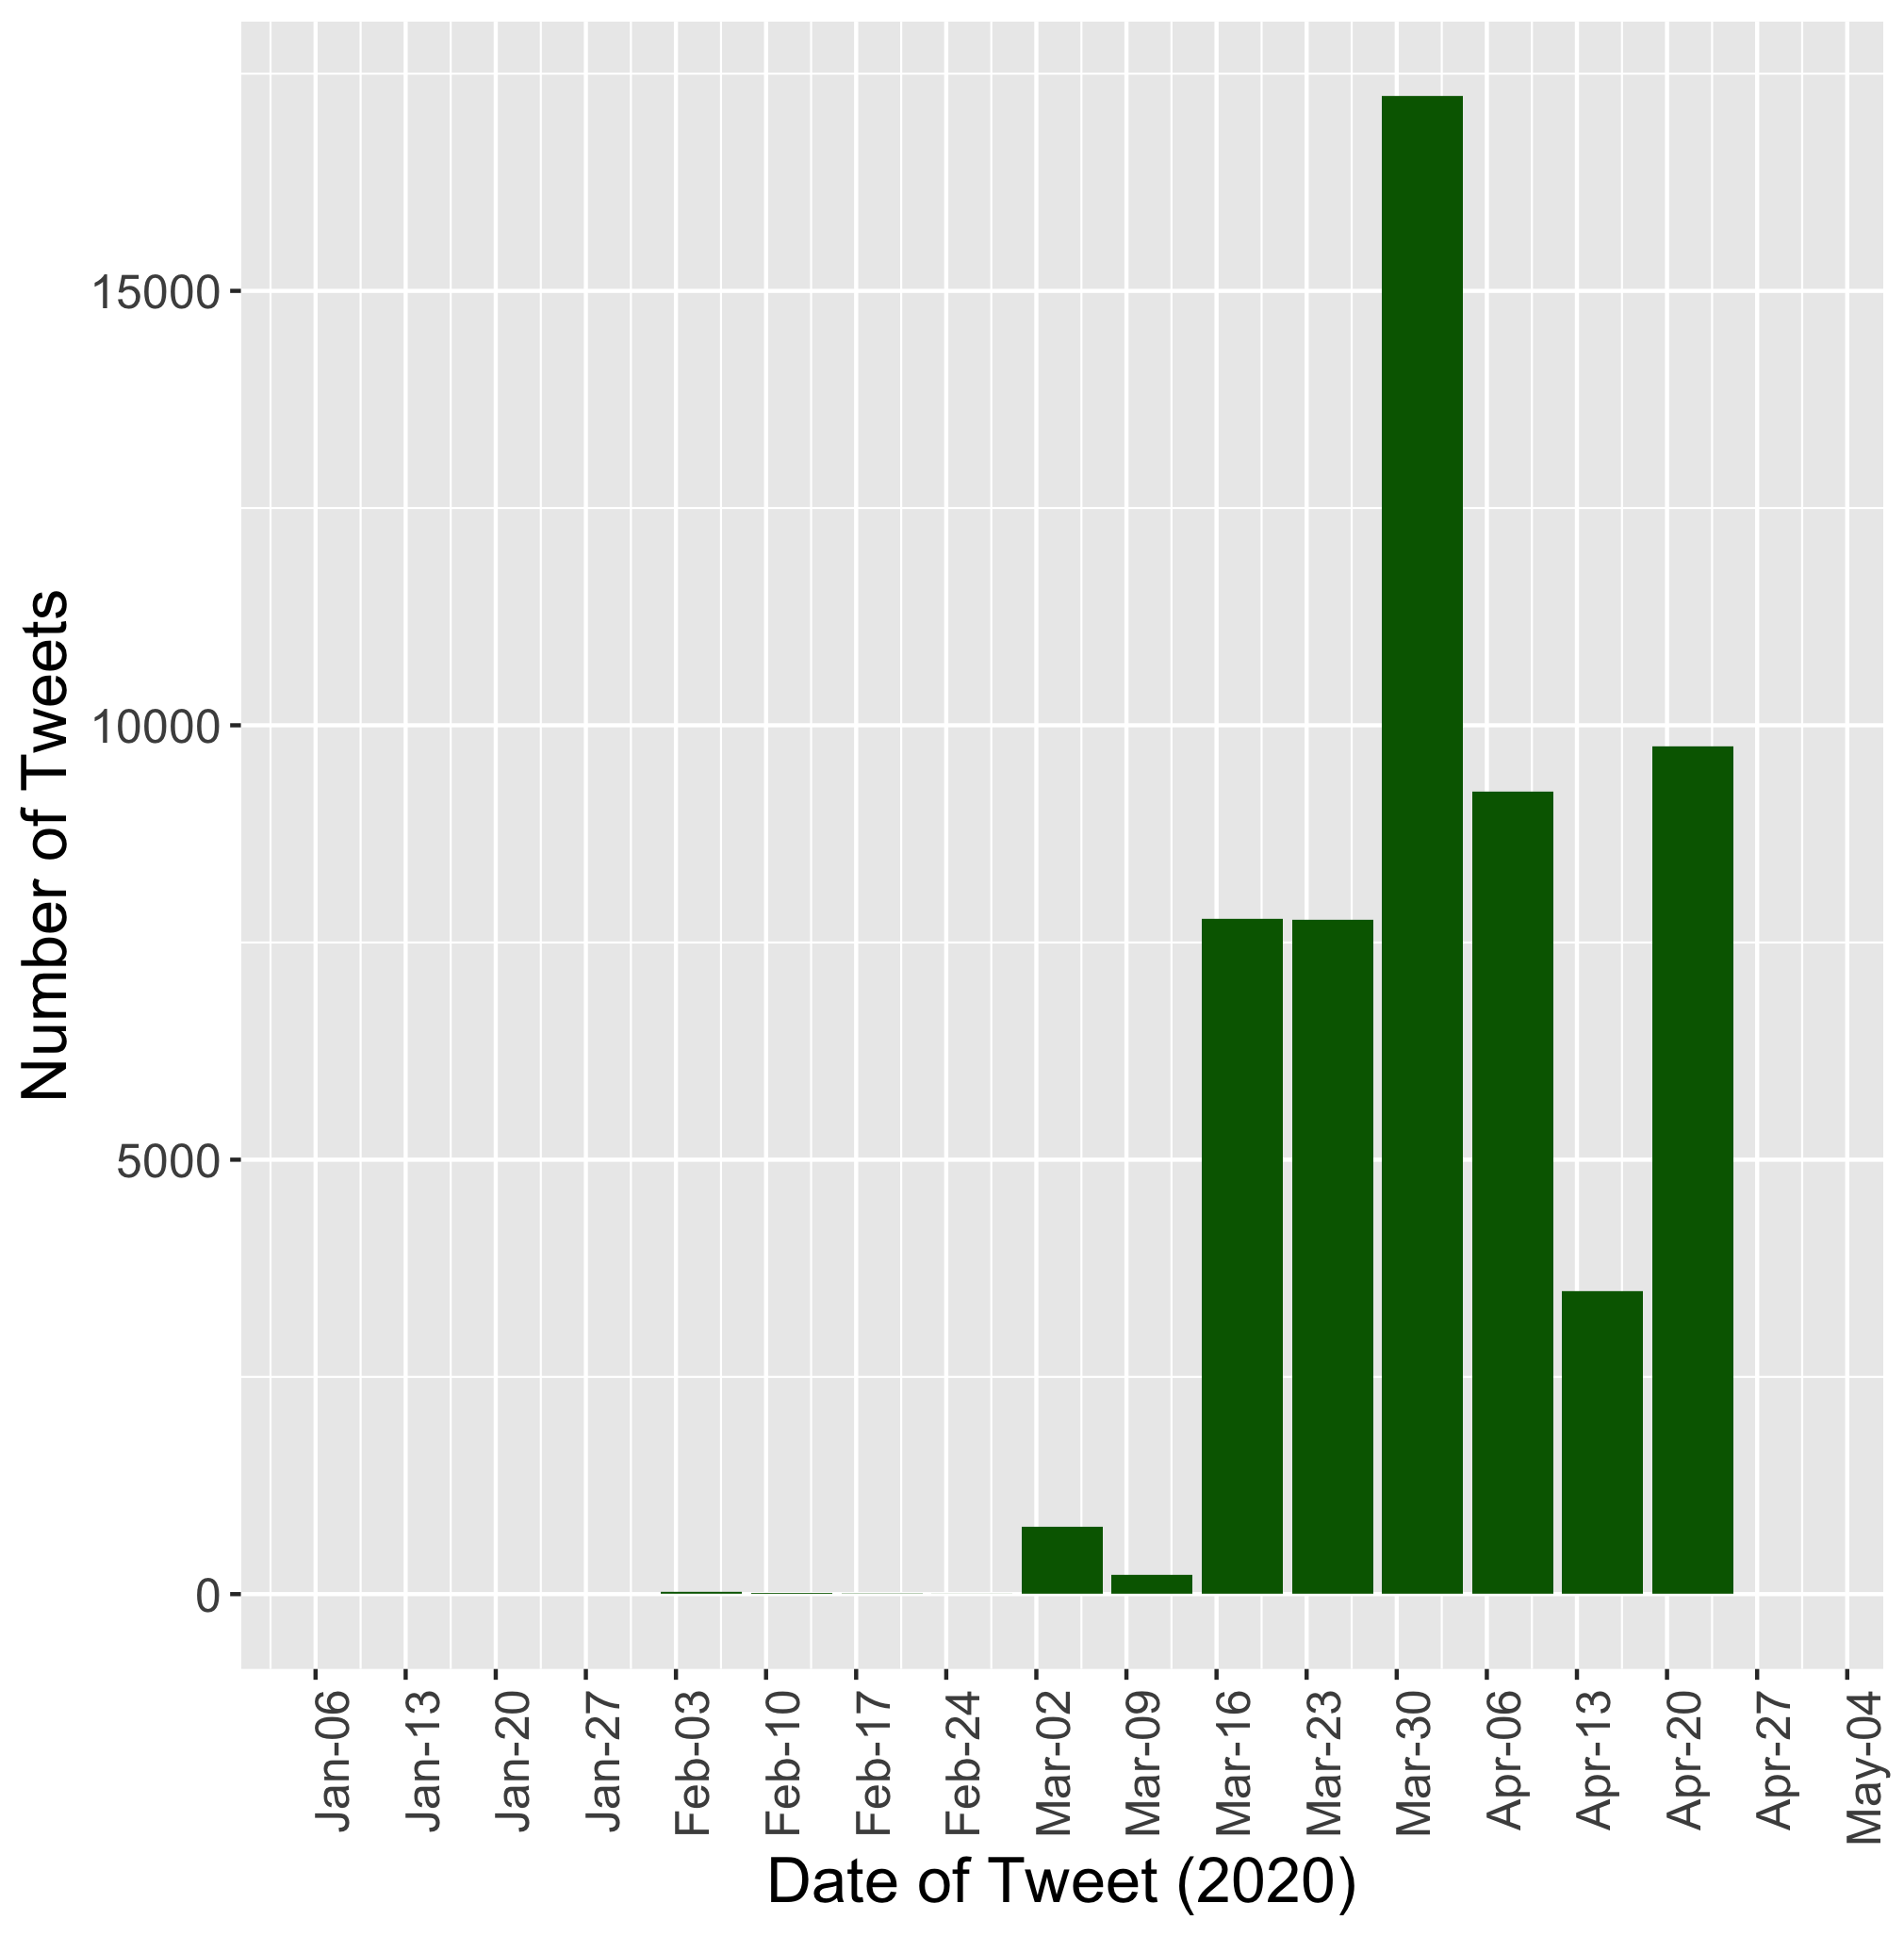 Number of Tweets
15000
10000
5000
0
Jan-06
Jan-13
Jan-20
Jan-27
Feb-03
Feb-10
Feb-17
Feb-24
Mar-02
Mar-09
Mar-16
Mar-23
Mar-30
Apr-06
Apr-13
Apr-20
Apr-27
May-04
Date of Tweet (2020)